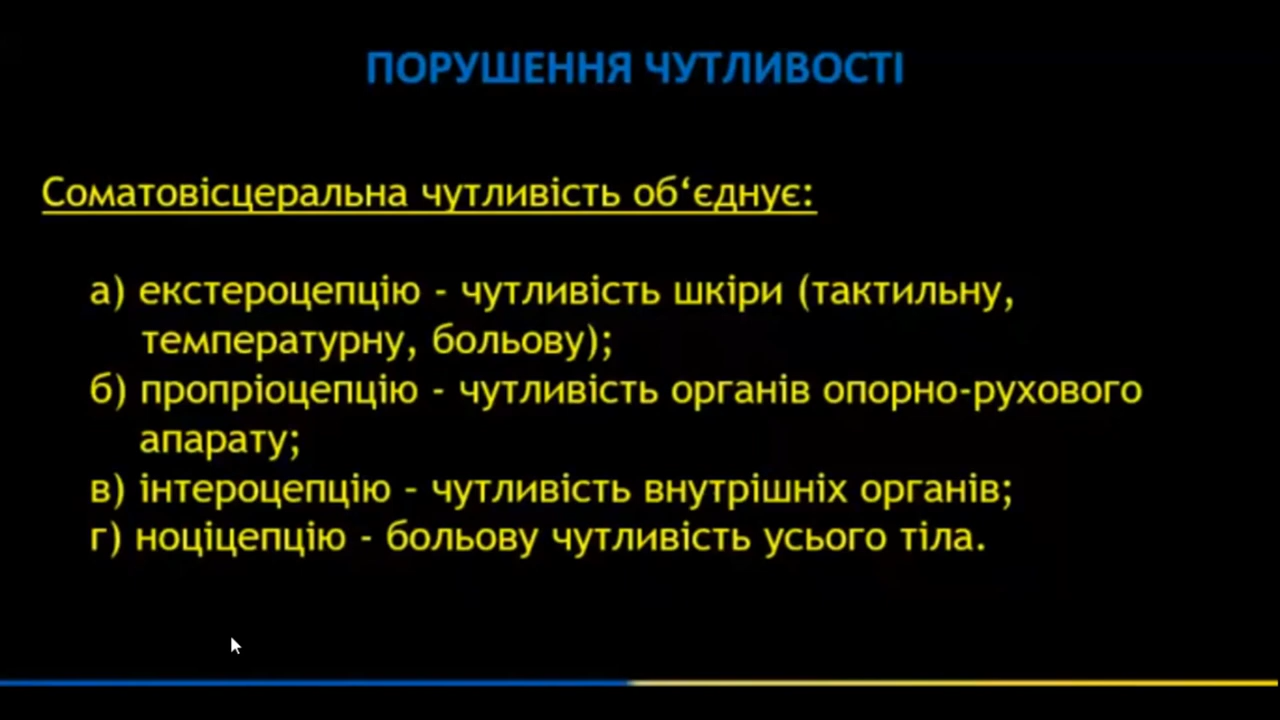 ПОРУШЕННЯ ЧУТЛИВОСТІ
Соматовісцеральна чутливість об‘єднує:
а) екстероцепцію - чутливість шкіри (тактильну,
температурну, больову);
б) пропріоцепцію - чутливість органів опорно-рухового
апарату;
в) інтероцепцію – чутливість внутрішніх органів;
г) ноціцепцію - больову чутливість усього тіла.